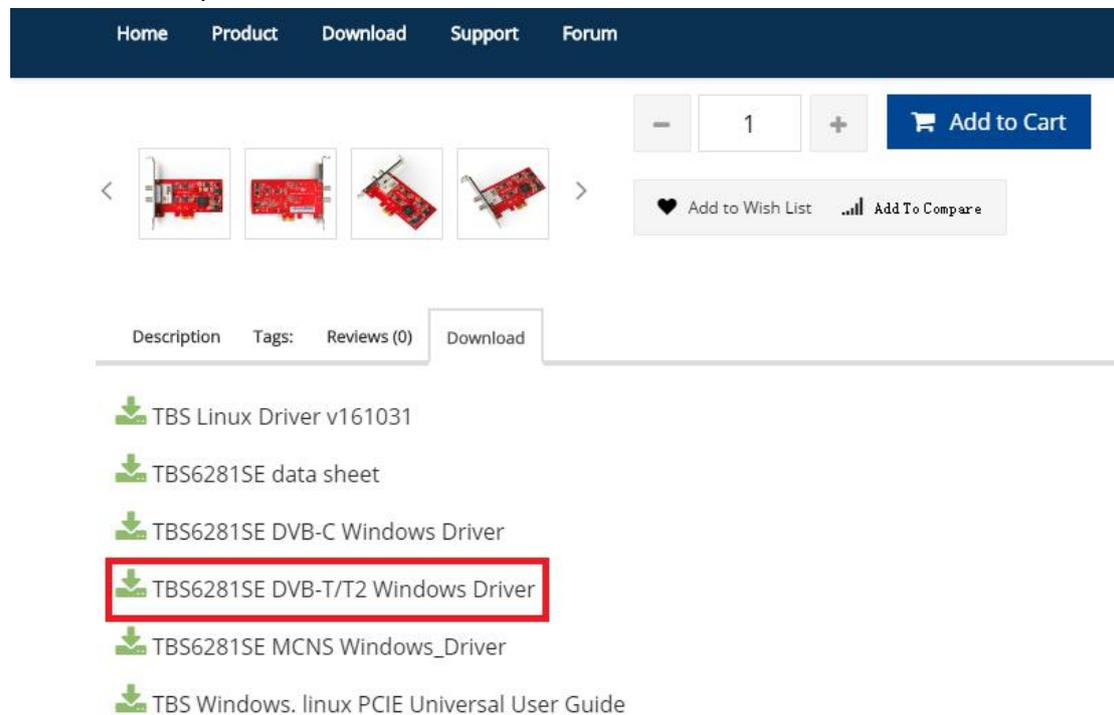 Home Product Download Support Forum
1
Add to Cart
Add to Wish List Add To Compare
Description Tags: Reviews (0) Download
TBS Linux Driver v161031
TBS6281SE data sheet
TBS6281SE DVB-C Windows Driver
TBS6281SE DVB-T/T2 Windows Driver
TBS6281SE MCNS Windows_Driver
TBS Windows. linux PCIE Universal User Guide